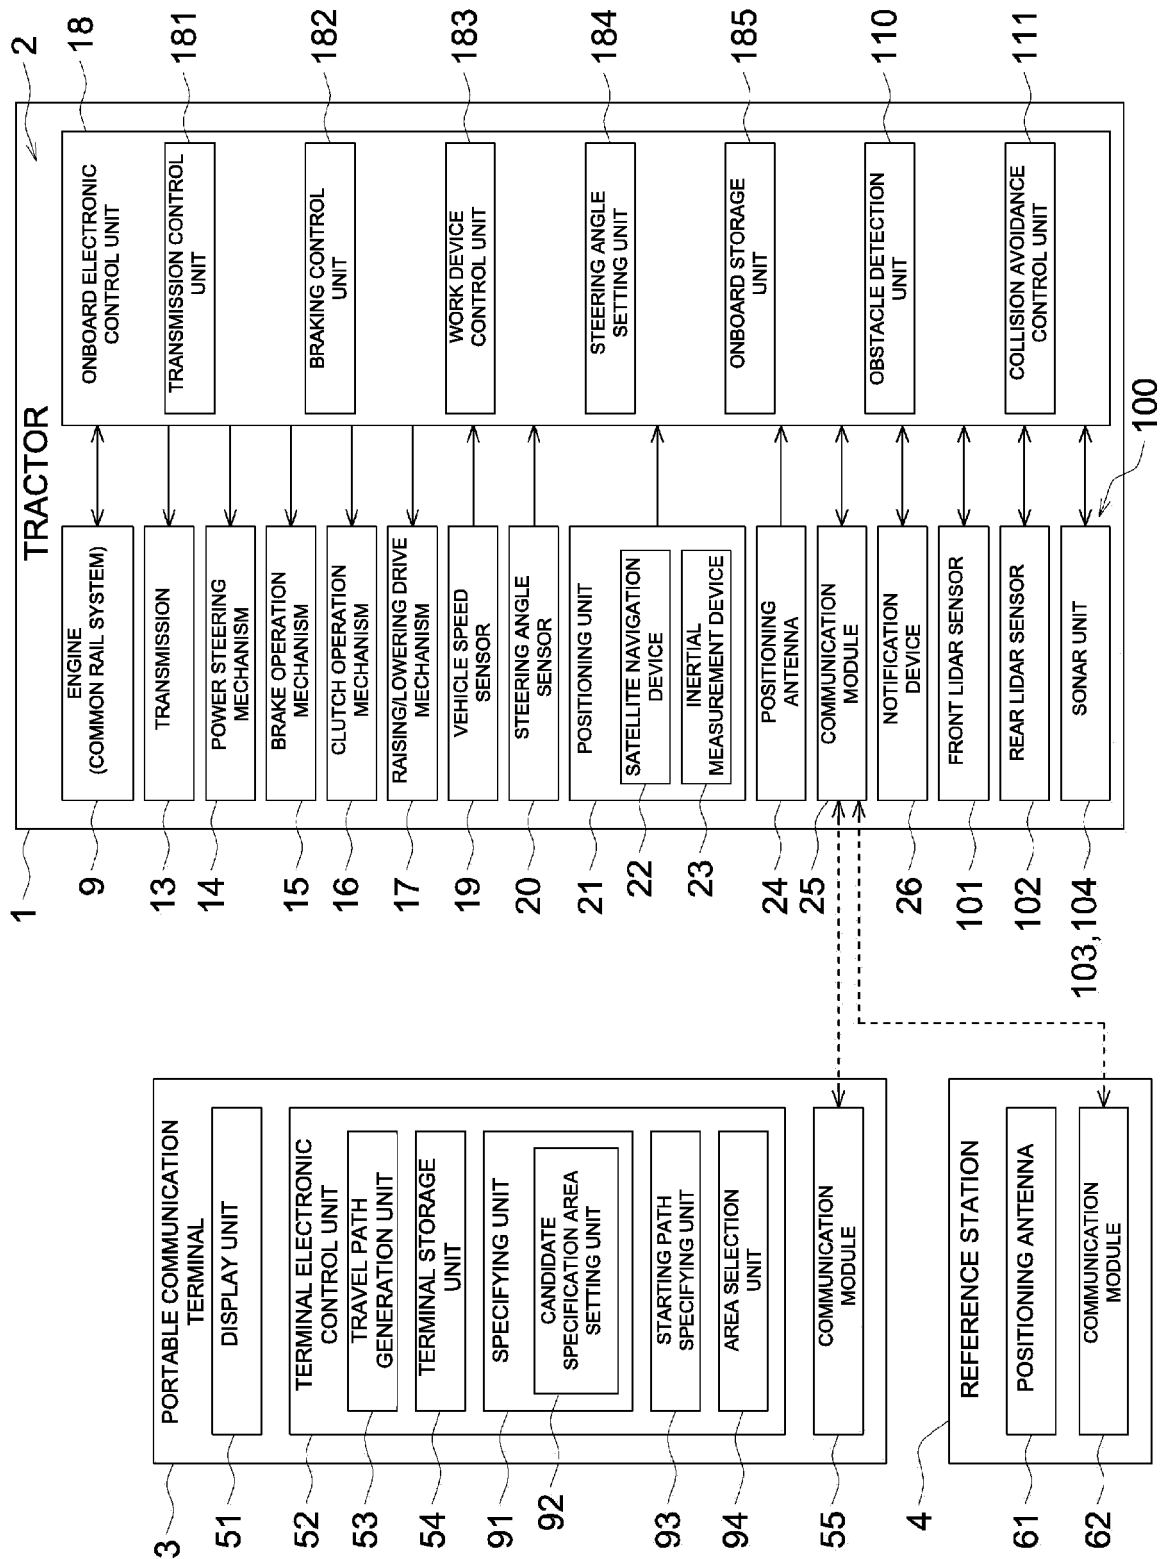 TRACTOR
2
1
ONBOARD ELECTRONIC
CONTROL UNIT
18
TRANSMISSION CONTROL
UNIT
181
BRAKING CONTROL
UNIT
182
WORK DEVICE
CONTROL UNIT
183
STEERING ANGLE
SETTING UNIT
184
ONBOARD STORAGE
UNIT
185
OBSTACLE DETECTION
UNIT
110
COLLISION AVOIDANCE
CONTROL UNIT
111
100
ENGINE
(COMMON RAIL SYSTEM)
9
TRANSMISSION
13
POWER STEERING
MECHANISM
14
BRAKE OPERATION
MECHANISM
15
CLUTCH OPERATION
MECHANISM
16
RAISING/LOWERING DRIVE
MECHANISM
17
VEHICLE SPEED
SENSOR
19
STEERING ANGLE
SENSOR
20
POSITIONING UNIT
21
SATELLITE NAVIGATION
DEVICE
22
INERTIAL
MEASUREMENT DEVICE
23
POSITIONING
ANTENNA
24
COMMUNICATION
MODULE
25
NOTIFICATION
DEVICE
26
FRONT LIDAR SENSOR
101
REAR LIDAR SENSOR
102
SONAR UNIT
103,104
PORTABLE COMMUNICATION
TERMINAL
3
DISPLAY UNIT
51
TERMINAL ELECTRONIC
CONTROL UNIT
52
TRAVEL PATH
GENERATION UNIT
53
TERMINAL STORAGE
UNIT
54
SPECIFYING UNIT
91
CANDIDATE
SPECIFICATION AREA
SETTING UNIT
92
STARTING PATH
SPECIFYING UNIT
93
AREA SELECTION
UNIT
94
COMMUNICATION
MODULE
55
REFERENCE STATION
4
POSITIONING ANTENNA
61
COMMUNICATION
MODULE
62